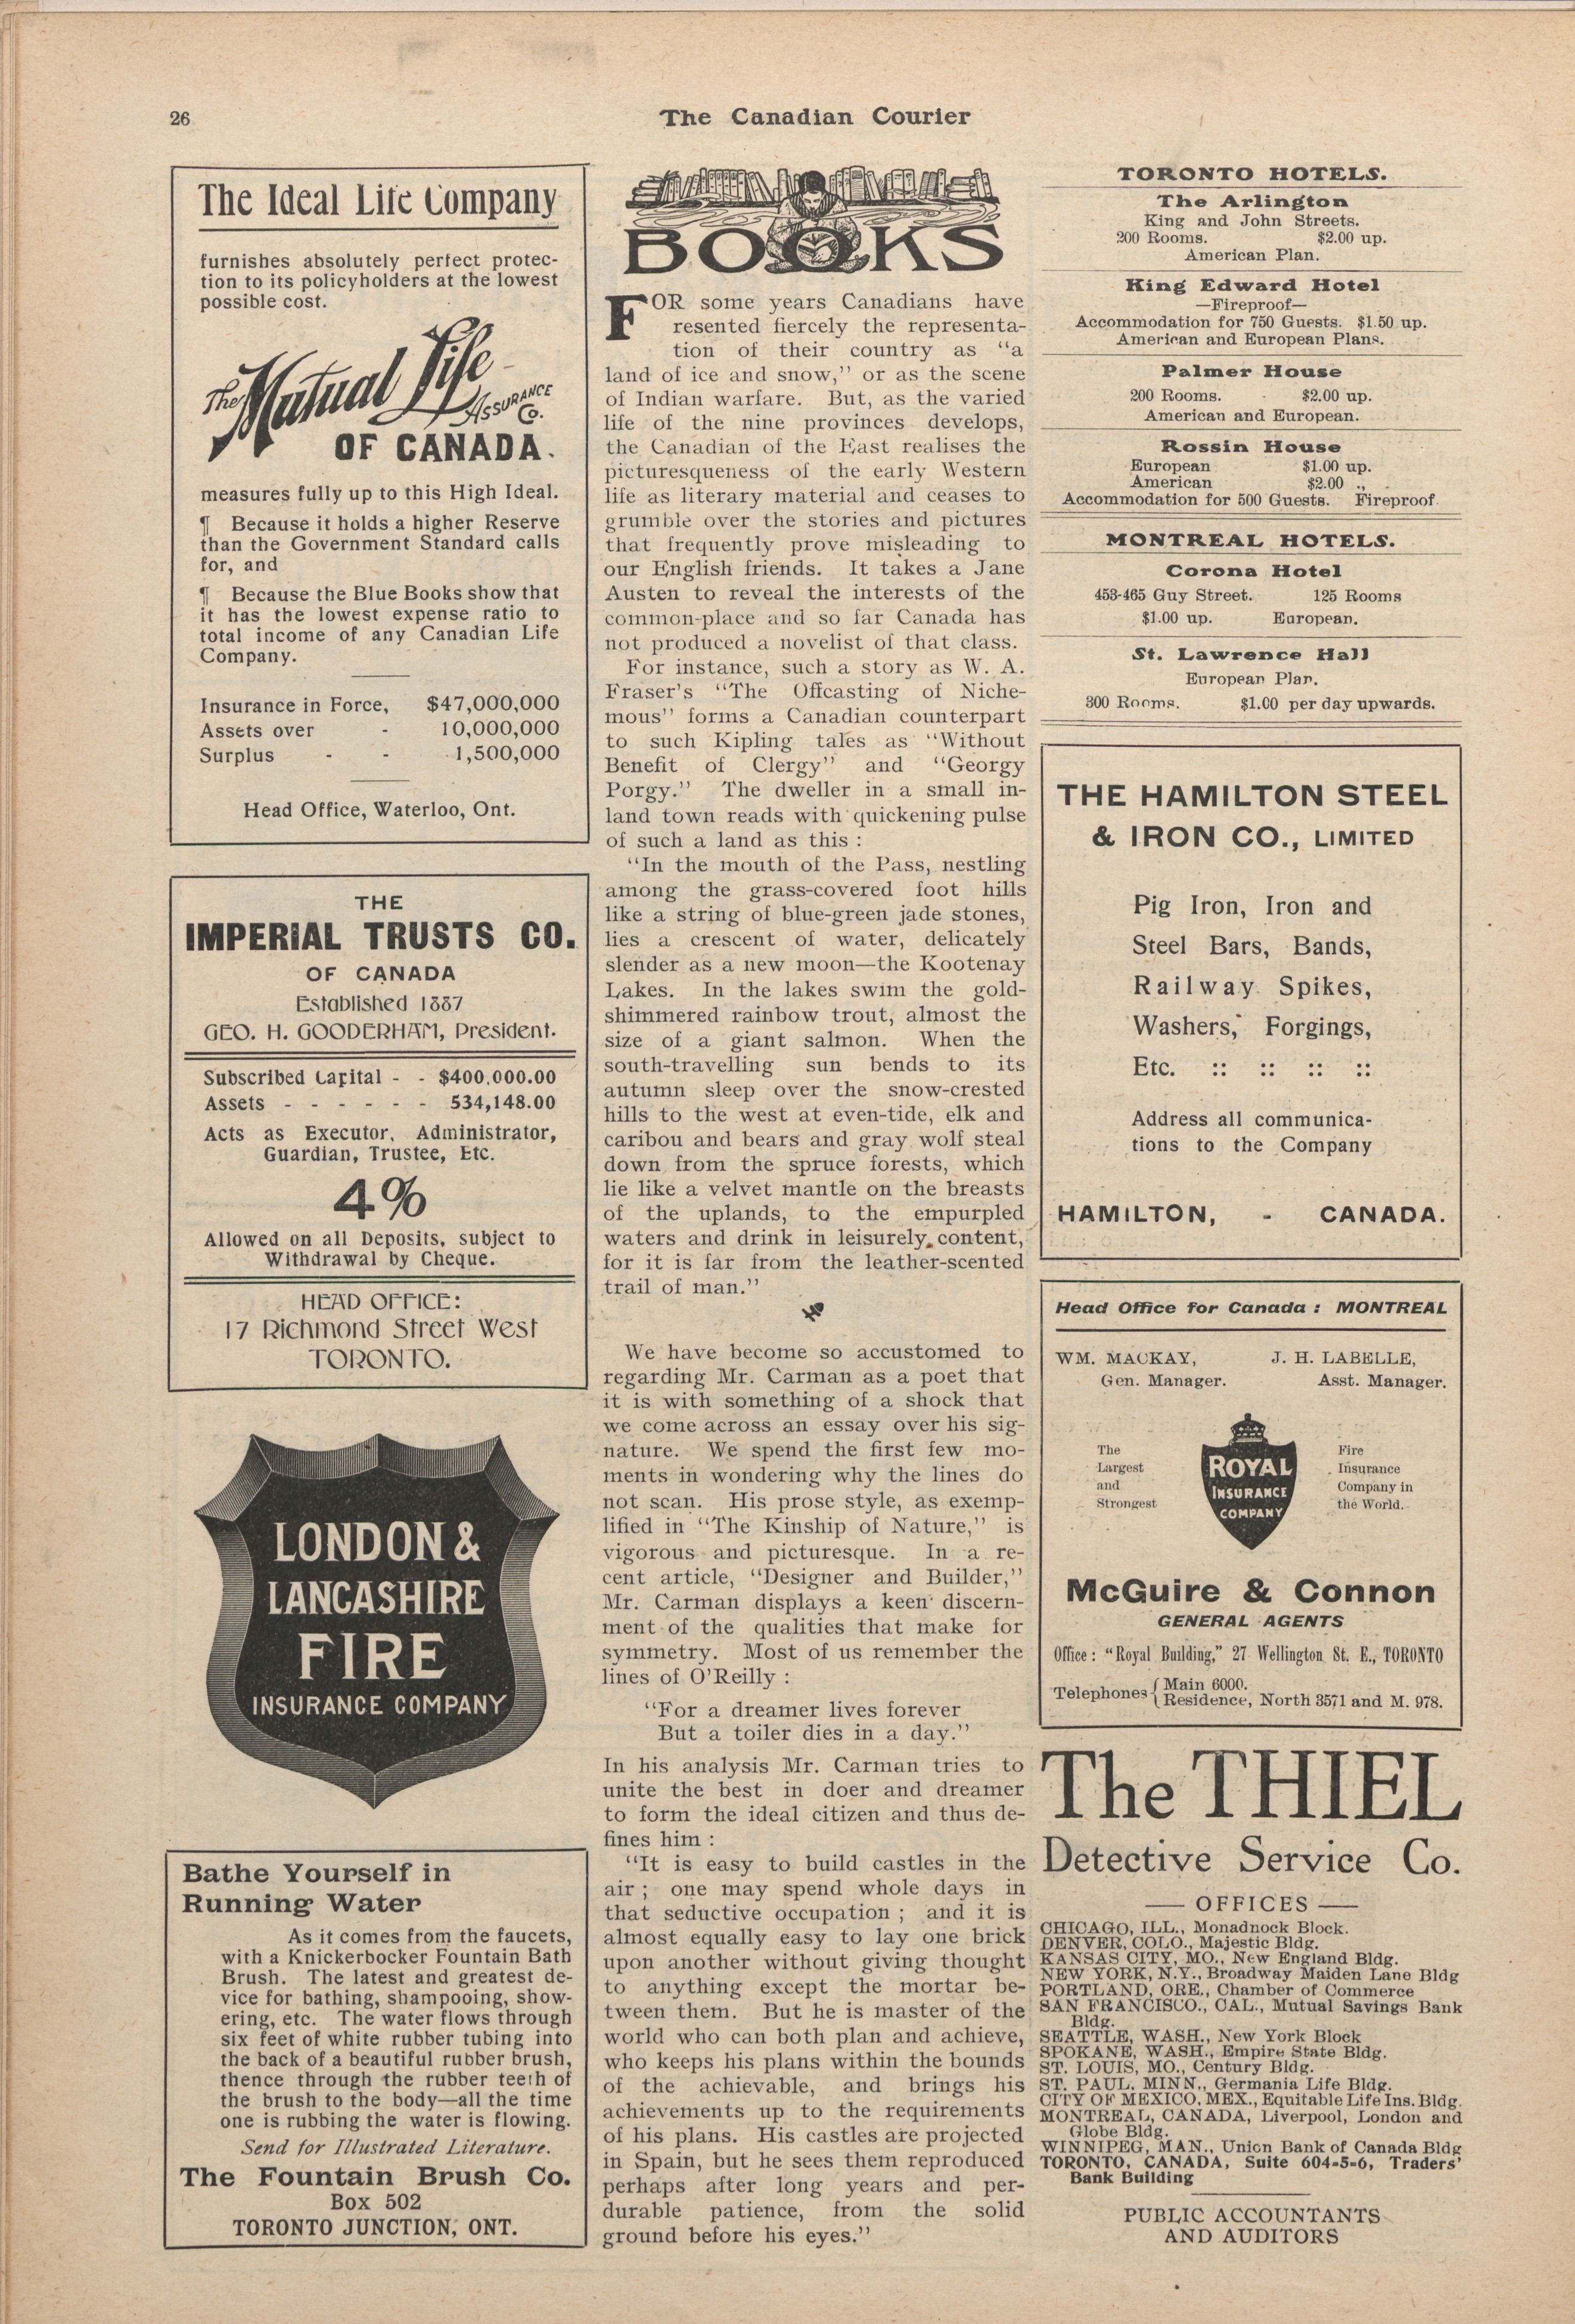 26
The Canadian Courier
The Ideal Life Company
furnishes absolutely perfect protec-
tion to its policyholders at the lowest
possible cost.
The Mutual Life
Assurance
Co.
OF CANADA.
measures fully up to this High Ideal.
¶ Because it holds a higher Reserve
than the Government Standard calls
for, and
¶ Because the Blue Books show that
it has the lowest expense ratio to
total income of any Canadian Life
Company.
Insurance in Force, $47,000,000
Assets over - 10,000,000
Surplus - - 1,500,000
Head Office, Waterloo, Ont.
THE
IMPERIAL TRUSTS CO.
OF CANADA
Established 1887
GEO. H. GOODERHAM, President.
Subscribed Capital - - $400,000.00
Assets - - - - - - 534,148.00
Acts as Executor, Administrator,
Guardian, Trustee, Etc.
4%
Allowed on all Deposits, subject to
Withdrawal by Cheque.
HEAD OFFICE:
17 Richmond Street West
TORONTO.
LONDON &
LANCASHIRE
FIRE
INSURANCE COMPANY
Bathe Yourself in
Running Water
As it comes from the faucets,
with a Knickerbocker Fountain Bath
Brush. The latest and greatest de-
vice for bathing, shampooing, show-
ering, etc. The water flows through
six feet of white rubber tubing into
the back of a beautiful rubber brush,
thence through the rubber teeth of
the brush to the body—all the time
one is rubbing the water is flowing.
Send for Illustrated Literature.
The Fountain Brush Co.
Box 502
TORONTO JUNCTION, ONT.
BOOKS
FOR some years Canadians have
resented fiercely the representa-
tion of their country as "a
land of ice and snow," or as the scene
of Indian warfare. But, as the varied
life of the nine provinces develops,
the Canadian of the East realises the
picturesqueness of the early Western
life as literary material and ceases to
grumble over the stories and pictures
that frequently prove misleading to
our English friends. It takes a Jane
Austen to reveal the interests of the
common-place and so far Canada has
not produced a novelist of that class.
For instance, such a story as W. A.
Fraser's "The Offcasting of Niche-
mous" forms a Canadian counterpart
to such Kipling tales as "Without
Benefit of Clergy" and "Georgy
Porgy." The dweller in a small in-
land town reads with quickening pulse
of such a land as this :
"In the mouth of the Pass, nestling
among the grass-covered foot hills
like a string of blue-green jade stones,
lies a crescent of water, delicately
slender as a new moon—the Kootenay
Lakes. In the lakes swim the gold-
shimmered rainbow trout, almost the
size of a giant salmon. When the
south-travelling sun bends to its
autumn sleep over the snow-crested
hills to the west at even-tide, elk and
caribou and bears and gray wolf steal
down from the spruce forests, which
lie like a velvet mantle on the breasts
of the uplands, to the empurpled
waters and drink in leisurely content,
for it is far from the leather-scented
trail of man."
We have become so accustomed to
regarding Mr. Carman as a poet that
it is with something of a shock that
we come across an essay over his sig-
nature. We spend the first few mo-
ments in wondering why the lines do
not scan. His prose style, as exemp-
lified in "The Kinship of Nature," is
vigorous and picturesque. In a re-
cent article, "Designer and Builder,"
Mr. Carman displays a keen discern-
ment of the qualities that make for
symmetry. Most of us remember the
lines of O'Reilly :
"For a dreamer lives forever
But a toiler dies in a day."
In his analysis Mr. Carman tries to
unite the best in doer and dreamer
to form the ideal citizen and thus de-
fines him :
"It is easy to build castles in the
air ; one may spend whole days in
that seductive occupation ; and it is
almost equally easy to lay one brick
upon another without giving thought
to anything except the mortar be-
tween them. But he is master of the
world who can both plan and achieve,
who keeps his plans within the bounds
of the achievable, and brings his
achievements up to the requirements
of his plans. His castles are projected
in Spain, but he sees them reproduced
perhaps after long years and per-
durable patience, from the solid
ground before his eyes."
TORONTO HOTELS.
The Arlington
King and John Streets.
200 Rooms. $2.00 up.
American Plan.
King Edward Hotel
—Fireproof—
Accommodation for 750 Guests. $1.50 up.
American and European Plans.
Palmer House
200 Rooms. $2.00 up.
American and European.
Rossin House
European $1.00 up.
American $2.00 ,,
Accommodation for 500 Guests. Fireproof
MONTREAL HOTELS.
Corona Hotel
453-465 Guy Street. 125 Rooms
$1.00 up. European.
St. Lawrence Hall
European Plan.
300 Rooms. $1.00 per day upwards.
THE HAMILTON STEEL
& IRON CO., LIMITED
Pig Iron, Iron and
Steel Bars, Bands,
Railway Spikes,
Washers, Forgings,
Etc. :: :: :: ::
Address all communica-
tions to the Company
HAMILTON, - CANADA.
Head Office for Canada : MONTREAL
WM. MACKAY, J. H. LABELLE,
Gen. Manager. Asst. Manager.
The
Largest
and
Strongest
ROYAL
INSURANCE
COMPANY
Fire
Insurance
Company in
the World.
McGuire & Connon
GENERAL AGENTS
Office : "Royal Building," 27 Wellington St. E., TORONTO
Telephones { Main 6000.
Residence, North 3571 and M. 978.
The THIEL
Detective Service Co.
— OFFICES —
CHICAGO, ILL., Monadnock Block.
DENVER, COLO., Majestic Bldg.
KANSAS CITY, MO., New England Bldg.
NEW YORK, N.Y., Broadway Maiden Lane Bldg
PORTLAND, ORE., Chamber of Commerce
SAN FRANCISCO., CAL., Mutual Savings Bank
Bldg.
SEATTLE, WASH., New York Block
SPOKANE, WASH., Empire State Bldg.
ST. LOUIS, MO., Century Bldg.
ST. PAUL. MINN., Germania Life Bldg.
CITY OF MEXICO, MEX., Equitable Life Ins. Bldg.
MONTREAL, CANADA, Liverpool, London and
Globe Bldg.
WINNIPEG, MAN., Union Bank of Canada Bldg
TORONTO, CANADA, Suite 604-5-6, Traders'
Bank Building
PUBLIC ACCOUNTANTS
AND AUDITORS